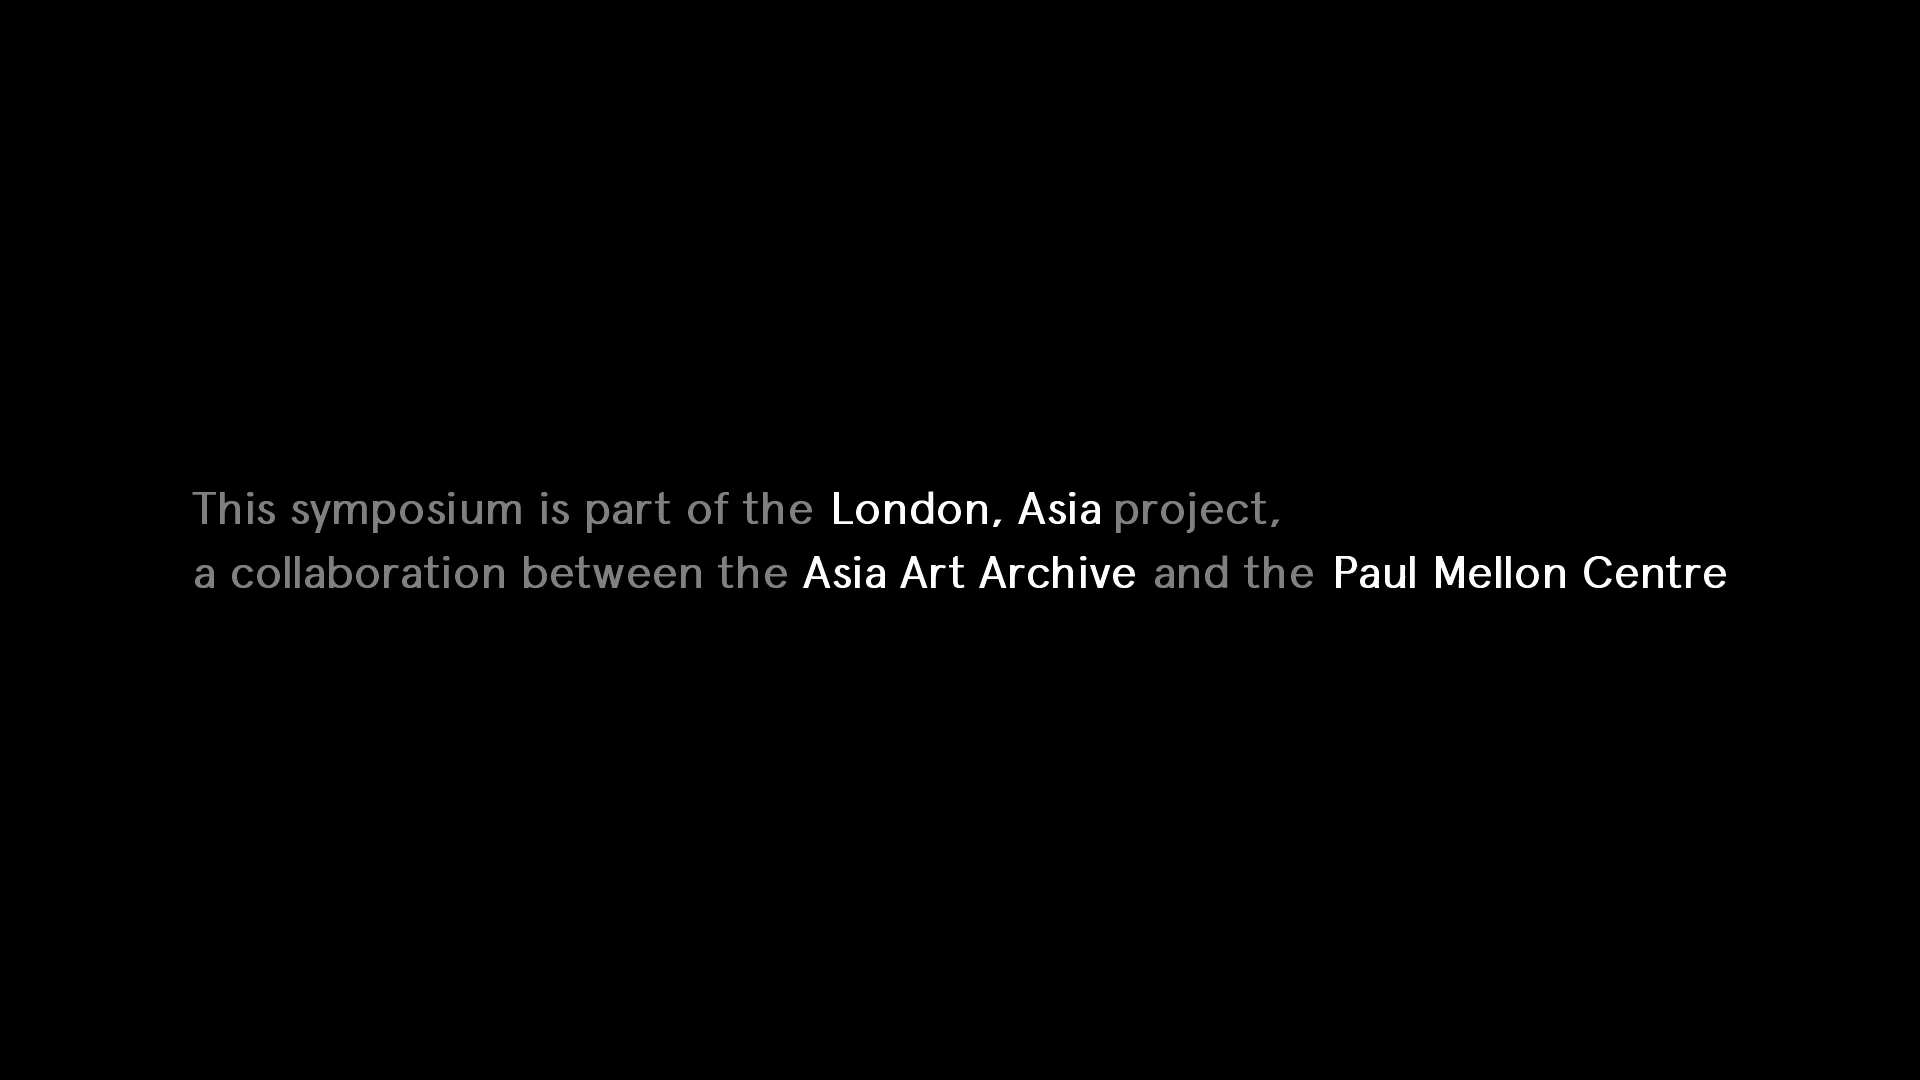 This symposium is part of the London, Asia project,
a collaboration between the Asia Art Archive and the Paul Mellon Centre